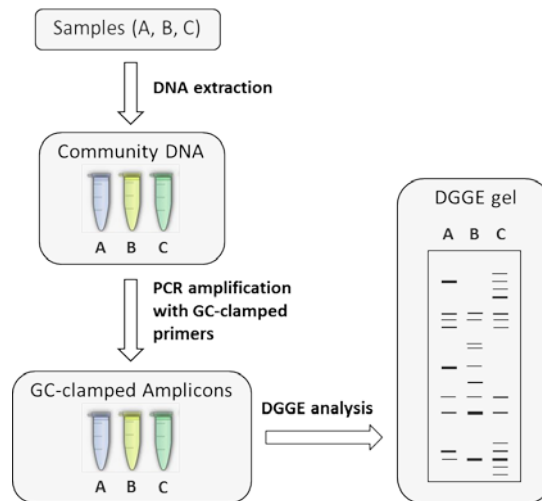 Samples (A, B, C)
DNA extraction
Community DNA
A B C
PCR amplification
with GC-clamped
primers
GC-clamped Amplicons
A B C
DGGE analysis
DGGE gel
A B C